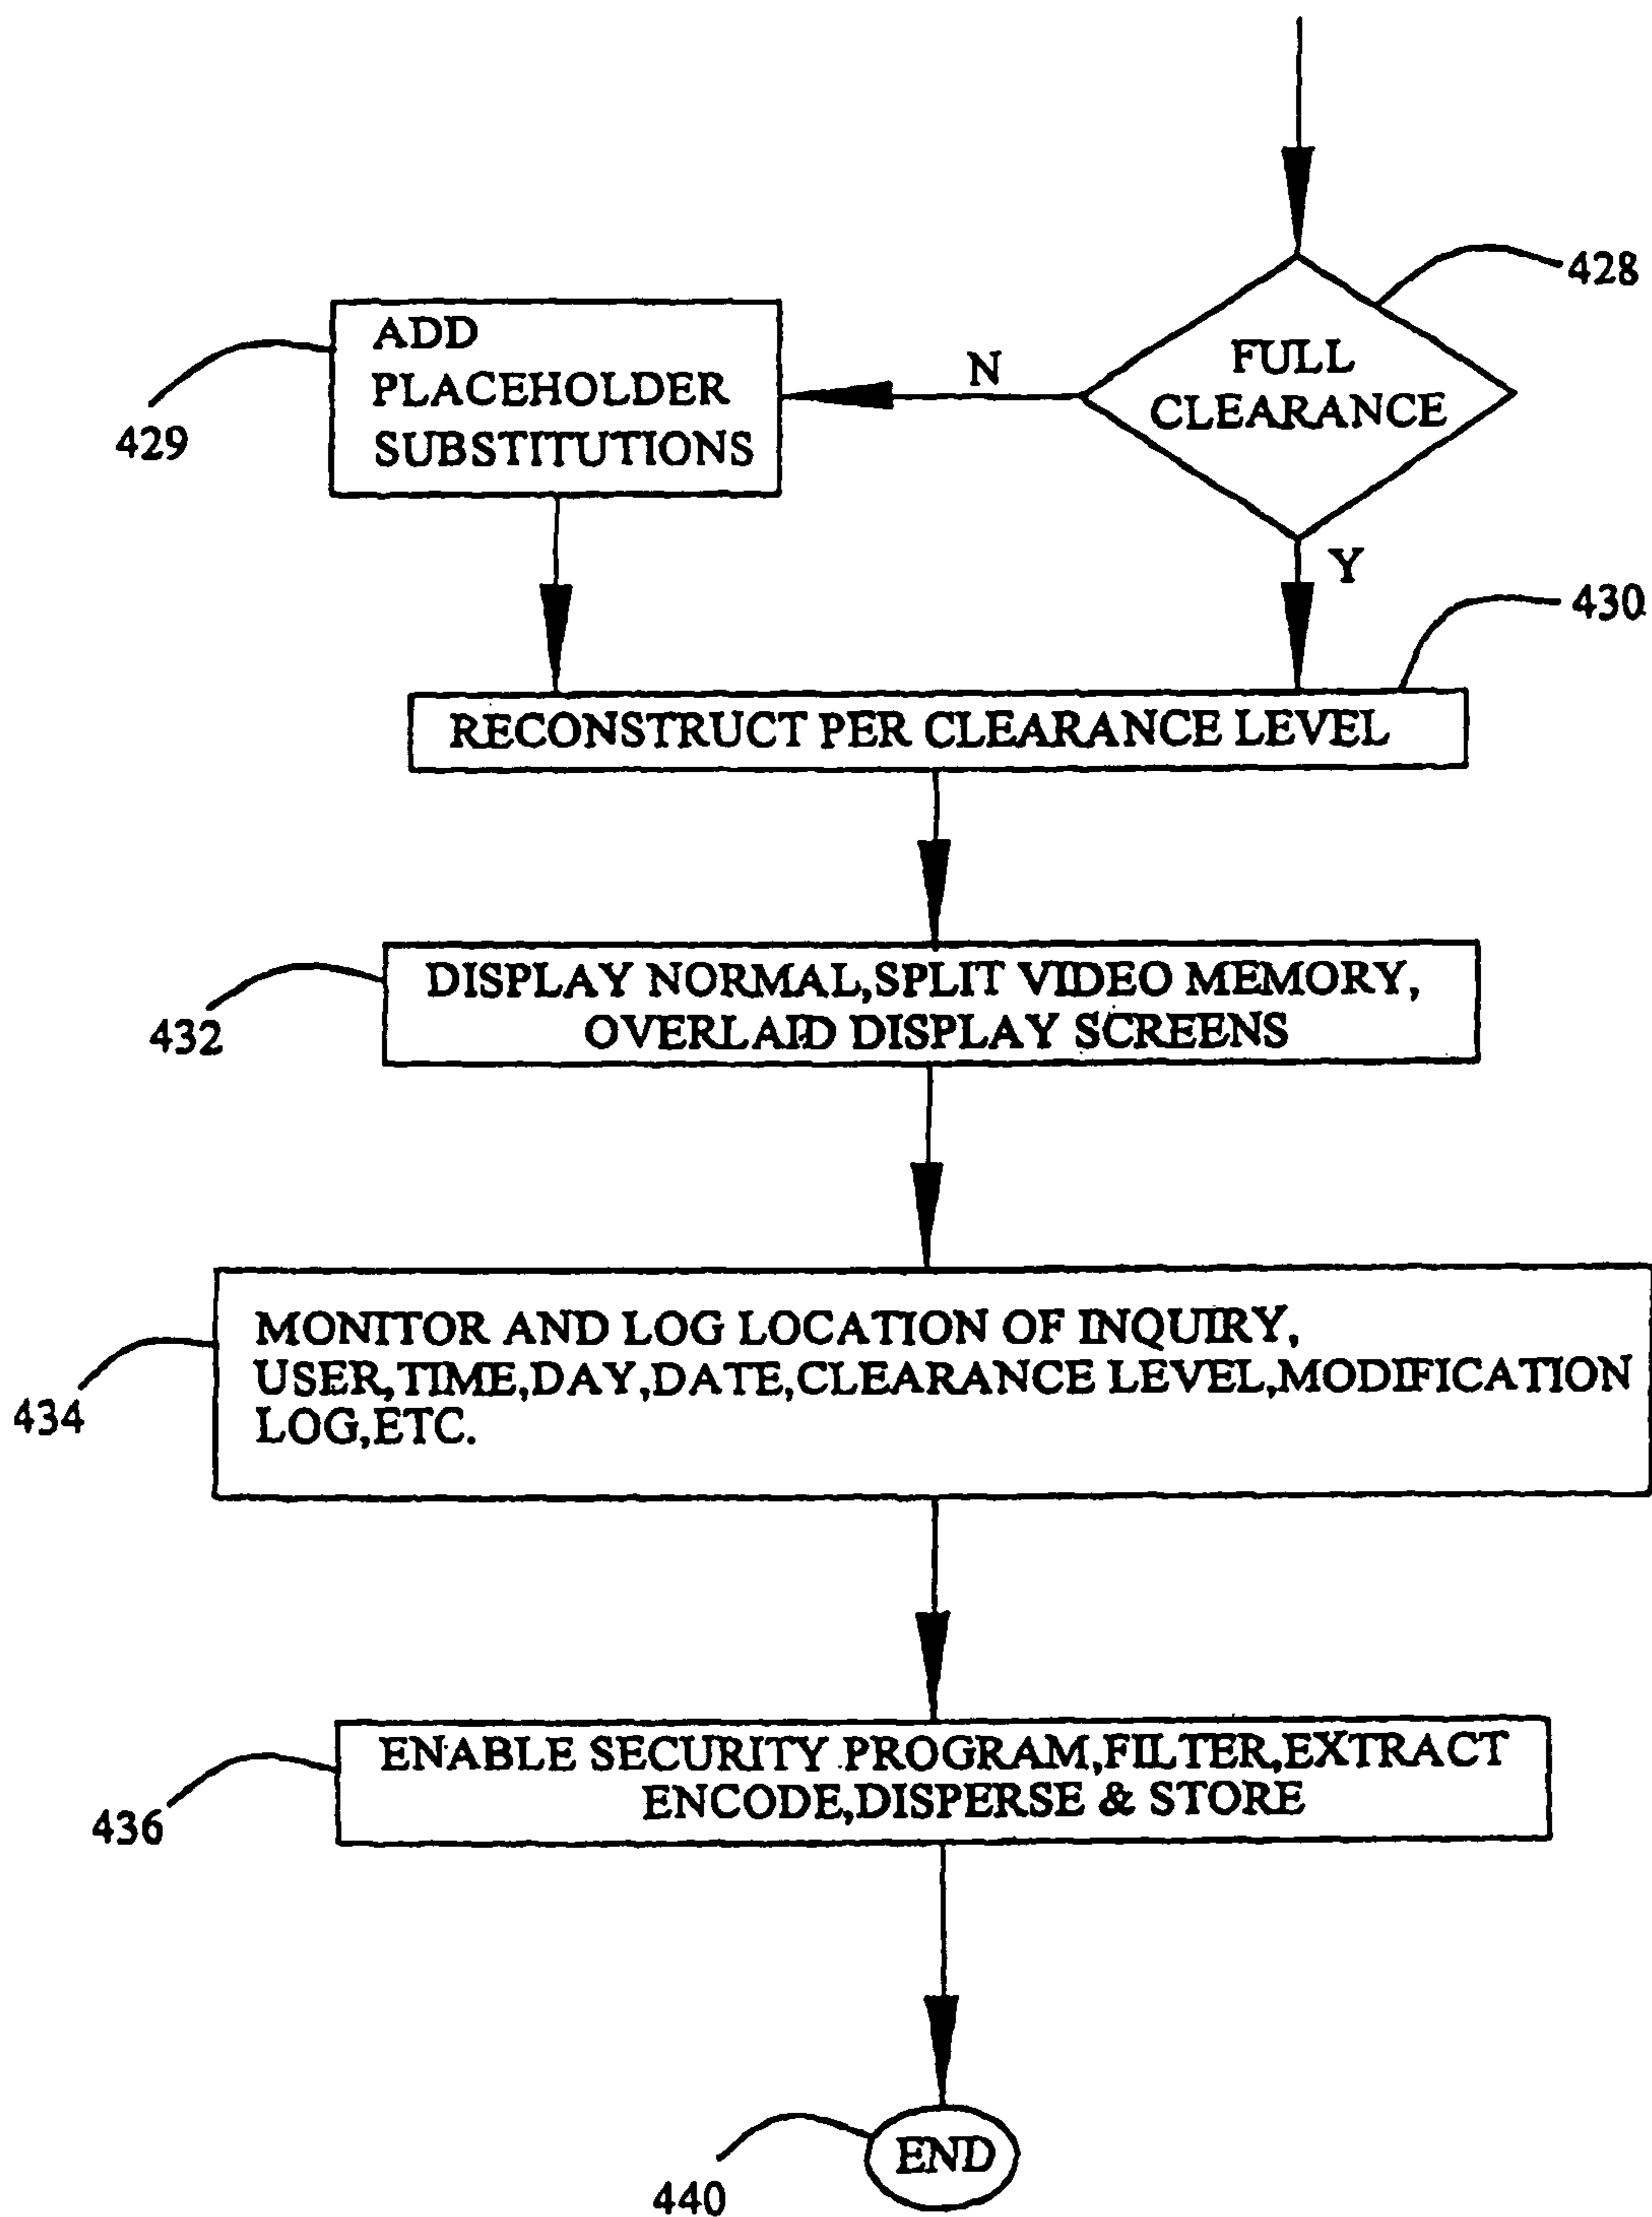 428
FULL
CLEARANCE
N
ADD
PLACEHOLDER
SUBSTITUTIONS
429
Y
430
RECONSTRUCT PER CLEARANCE LEVEL
DISPLAY NORMAL,SPLIT VIDEO MEMORY,
OVERLAID DISPLAY SCREENS
432
MONITOR AND LOG LOCATION OF INQUIRY,
USER,TIME,DAY,DATE,CLEARANCE LEVEL,MODIFICATION
LOG,ETC.
434
ENABLE SECURITY PROGRAM,FILTER,EXTRACT
ENCODE,DISPERSE & STORE
436
END
440